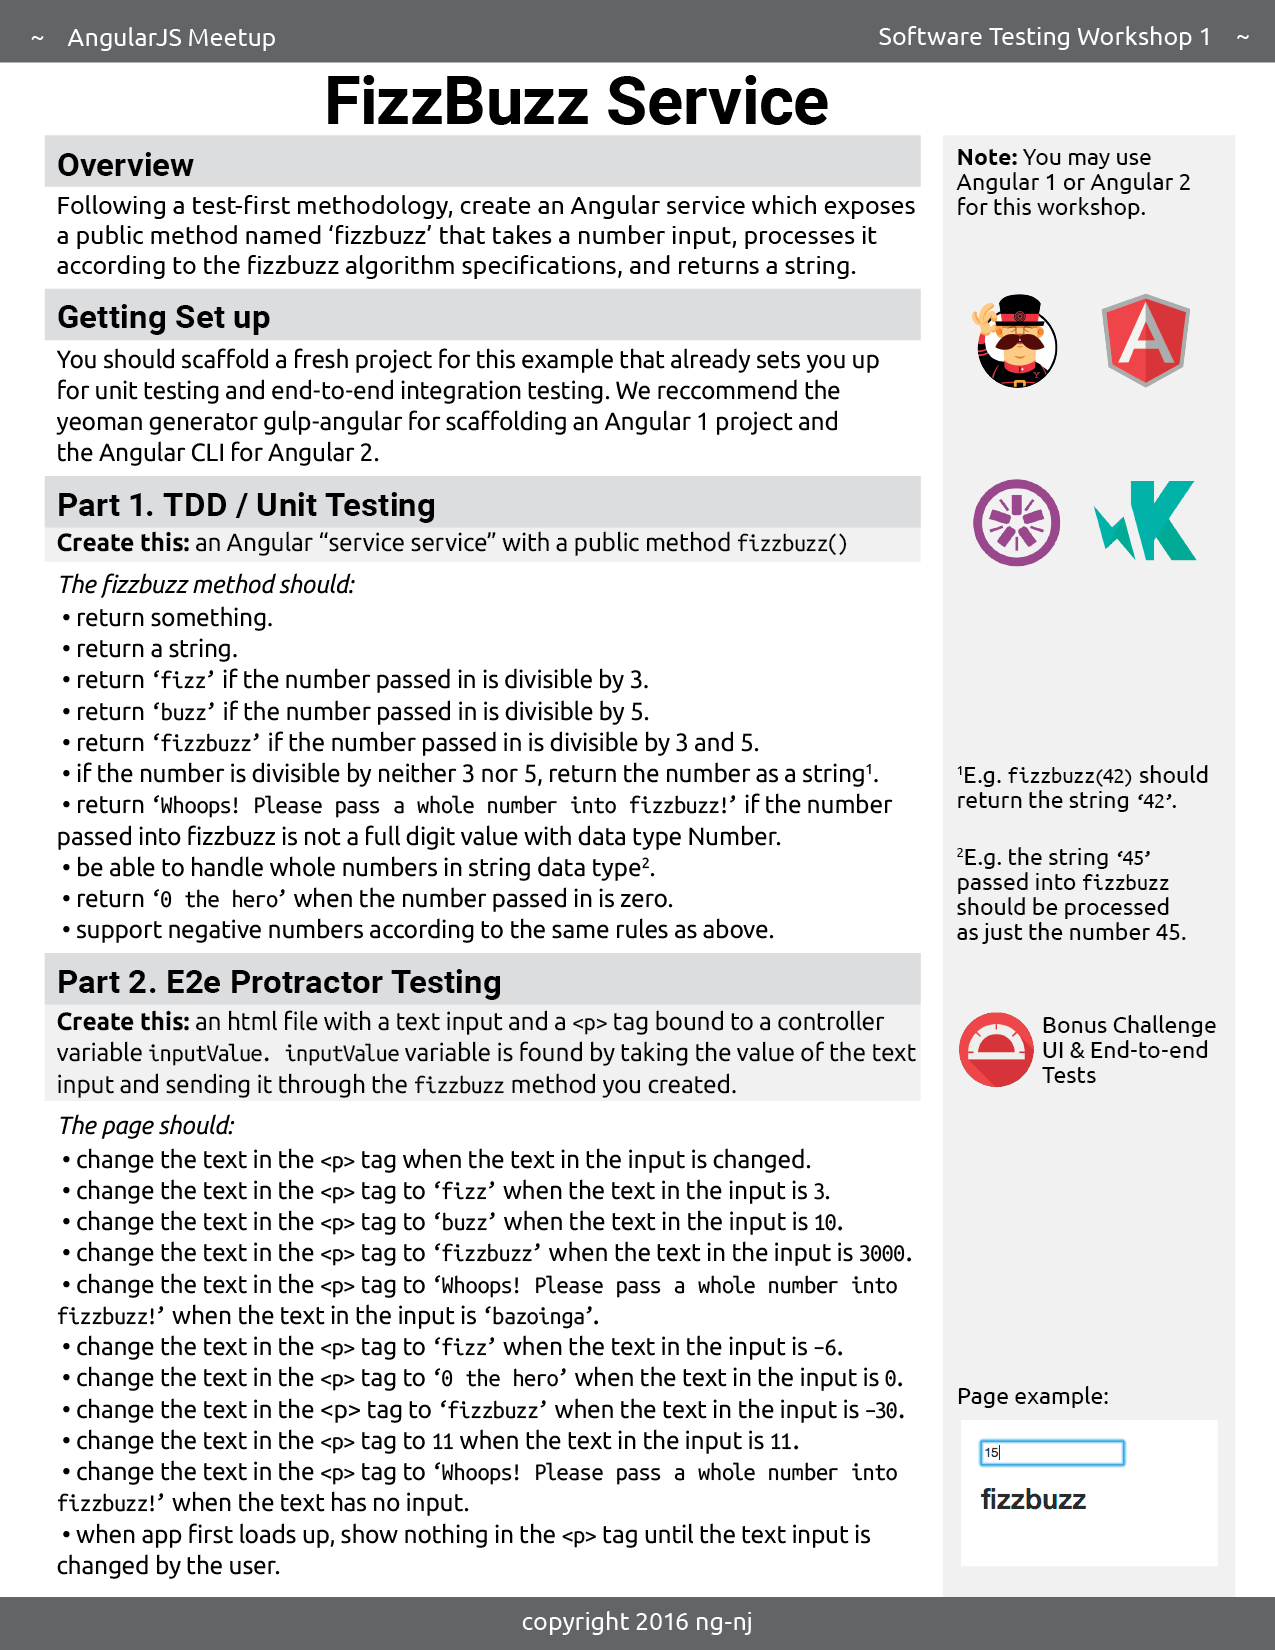 ~ AngularJS Meetup
Software Testing Workshop 1 ~
FizzBuzz Service
Overview
Following a test-first methodology, create an Angular service which exposes
a public method named ‘fizzbuzz’ that takes a number input, processes it
according to the fizzbuzz algorithm specifications, and returns a string.
Getting Set up
You should scaffold a fresh project for this example that already sets you up
for unit testing and end-to-end integration testing. We reccommend the
yeoman generator gulp-angular for scaffolding an Angular 1 project and
the Angular CLI for Angular 2.
Part 1. TDD / Unit Testing
Create this: an Angular “service service” with a public method fizzbuzz()
The fizzbuzz method should:
• return something.
• return a string.
• return ‘fizz’ if the number passed in is divisible by 3.
• return ‘buzz’ if the number passed in is divisible by 5.
• return ‘fizzbuzz’ if the number passed in is divisible by 3 and 5.
• if the number is divisible by neither 3 nor 5, return the number as a string¹.
• return ‘Whoops! Please pass a whole number into fizzbuzz!’ if the number
passed into fizzbuzz is not a full digit value with data type Number.
• be able to handle whole numbers in string data type².
• return ‘0 the hero’ when the number passed in is zero.
• support negative numbers according to the same rules as above.
Part 2. E2e Protractor Testing
Create this: an html file with a text input and a <p> tag bound to a controller
variable inputValue. inputValue variable is found by taking the value of the text
input and sending it through the fizzbuzz method you created.
The page should:
• change the text in the <p> tag when the text in the input is changed.
• change the text in the <p> tag to ‘fizz’ when the text in the input is 3.
• change the text in the <p> tag to ‘buzz’ when the text in the input is 10.
• change the text in the <p> tag to ‘fizzbuzz’ when the text in the input is 3000.
• change the text in the <p> tag to ‘Whoops! Please pass a whole number into
fizzbuzz!’ when the text in the input is ‘bazoinga’.
• change the text in the <p> tag to ‘fizz’ when the text in the input is -6.
• change the text in the <p> tag to ‘0 the hero’ when the text in the input is 0.
• change the text in the <p> tag to ‘fizzbuzz’ when the text in the input is -30.
• change the text in the <p> tag to 11 when the text in the input is 11.
• change the text in the <p> tag to ‘Whoops! Please pass a whole number into
fizzbuzz!’ when the text has no input.
• when app first loads up, show nothing in the <p> tag until the text input is
changed by the user.
Note: You may use
Angular 1 or Angular 2
for this workshop.
A
K
¹E.g. fizzbuzz(42) should
return the string ‘42’.
²E.g. the string ‘45’
passed into fizzbuzz
should be processed
as just the number 45.
Bonus Challenge
UI & End-to-end
Tests
Page example:
15
fizzbuzz
copyright 2016 ng-nj